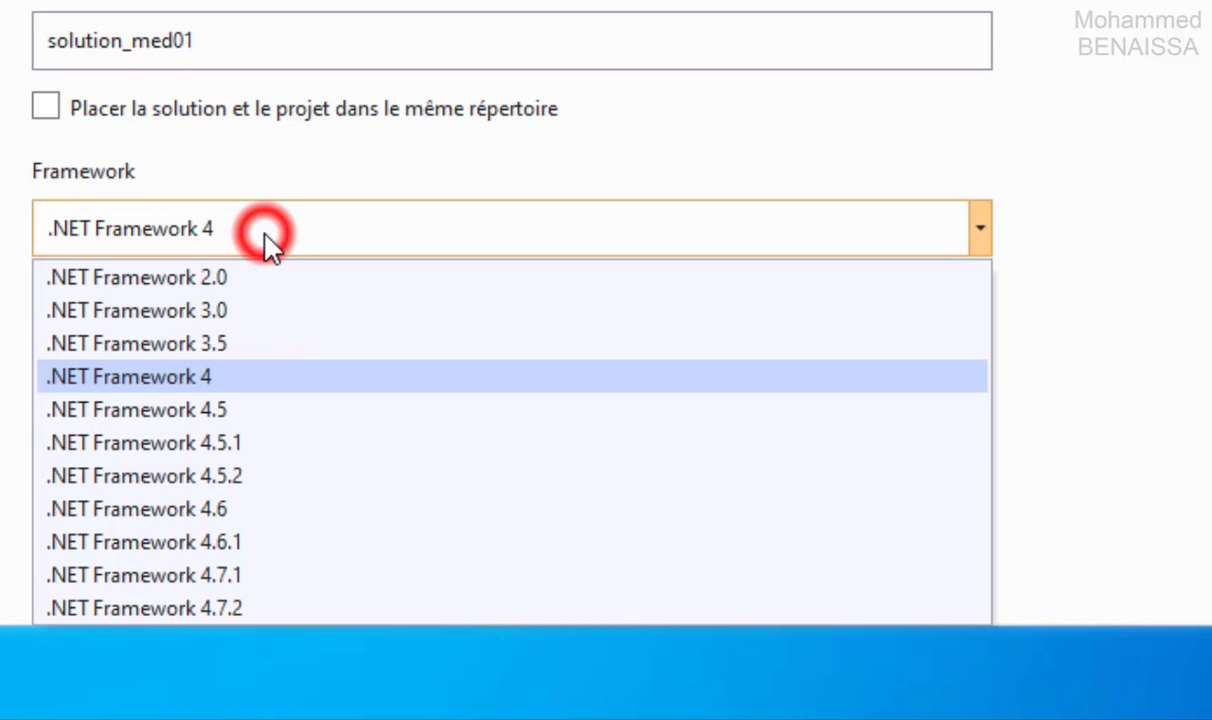 Mohammed
BENAISSA
solution_med01
Placer la solution et le projet dans le même répertoire
Framework
.NET Framework 4
.NET Framework 2.0
.NET Framework 3.0
.NET Framework 3.5
.NET Framework 4
.NET Framework 4.5
.NET Framework 4.5.1
.NET Framework 4.5.2
.NET Framework 4.6
.NET Framework 4.6.1
.NET Framework 4.7.1
.NET Framework 4.7.2